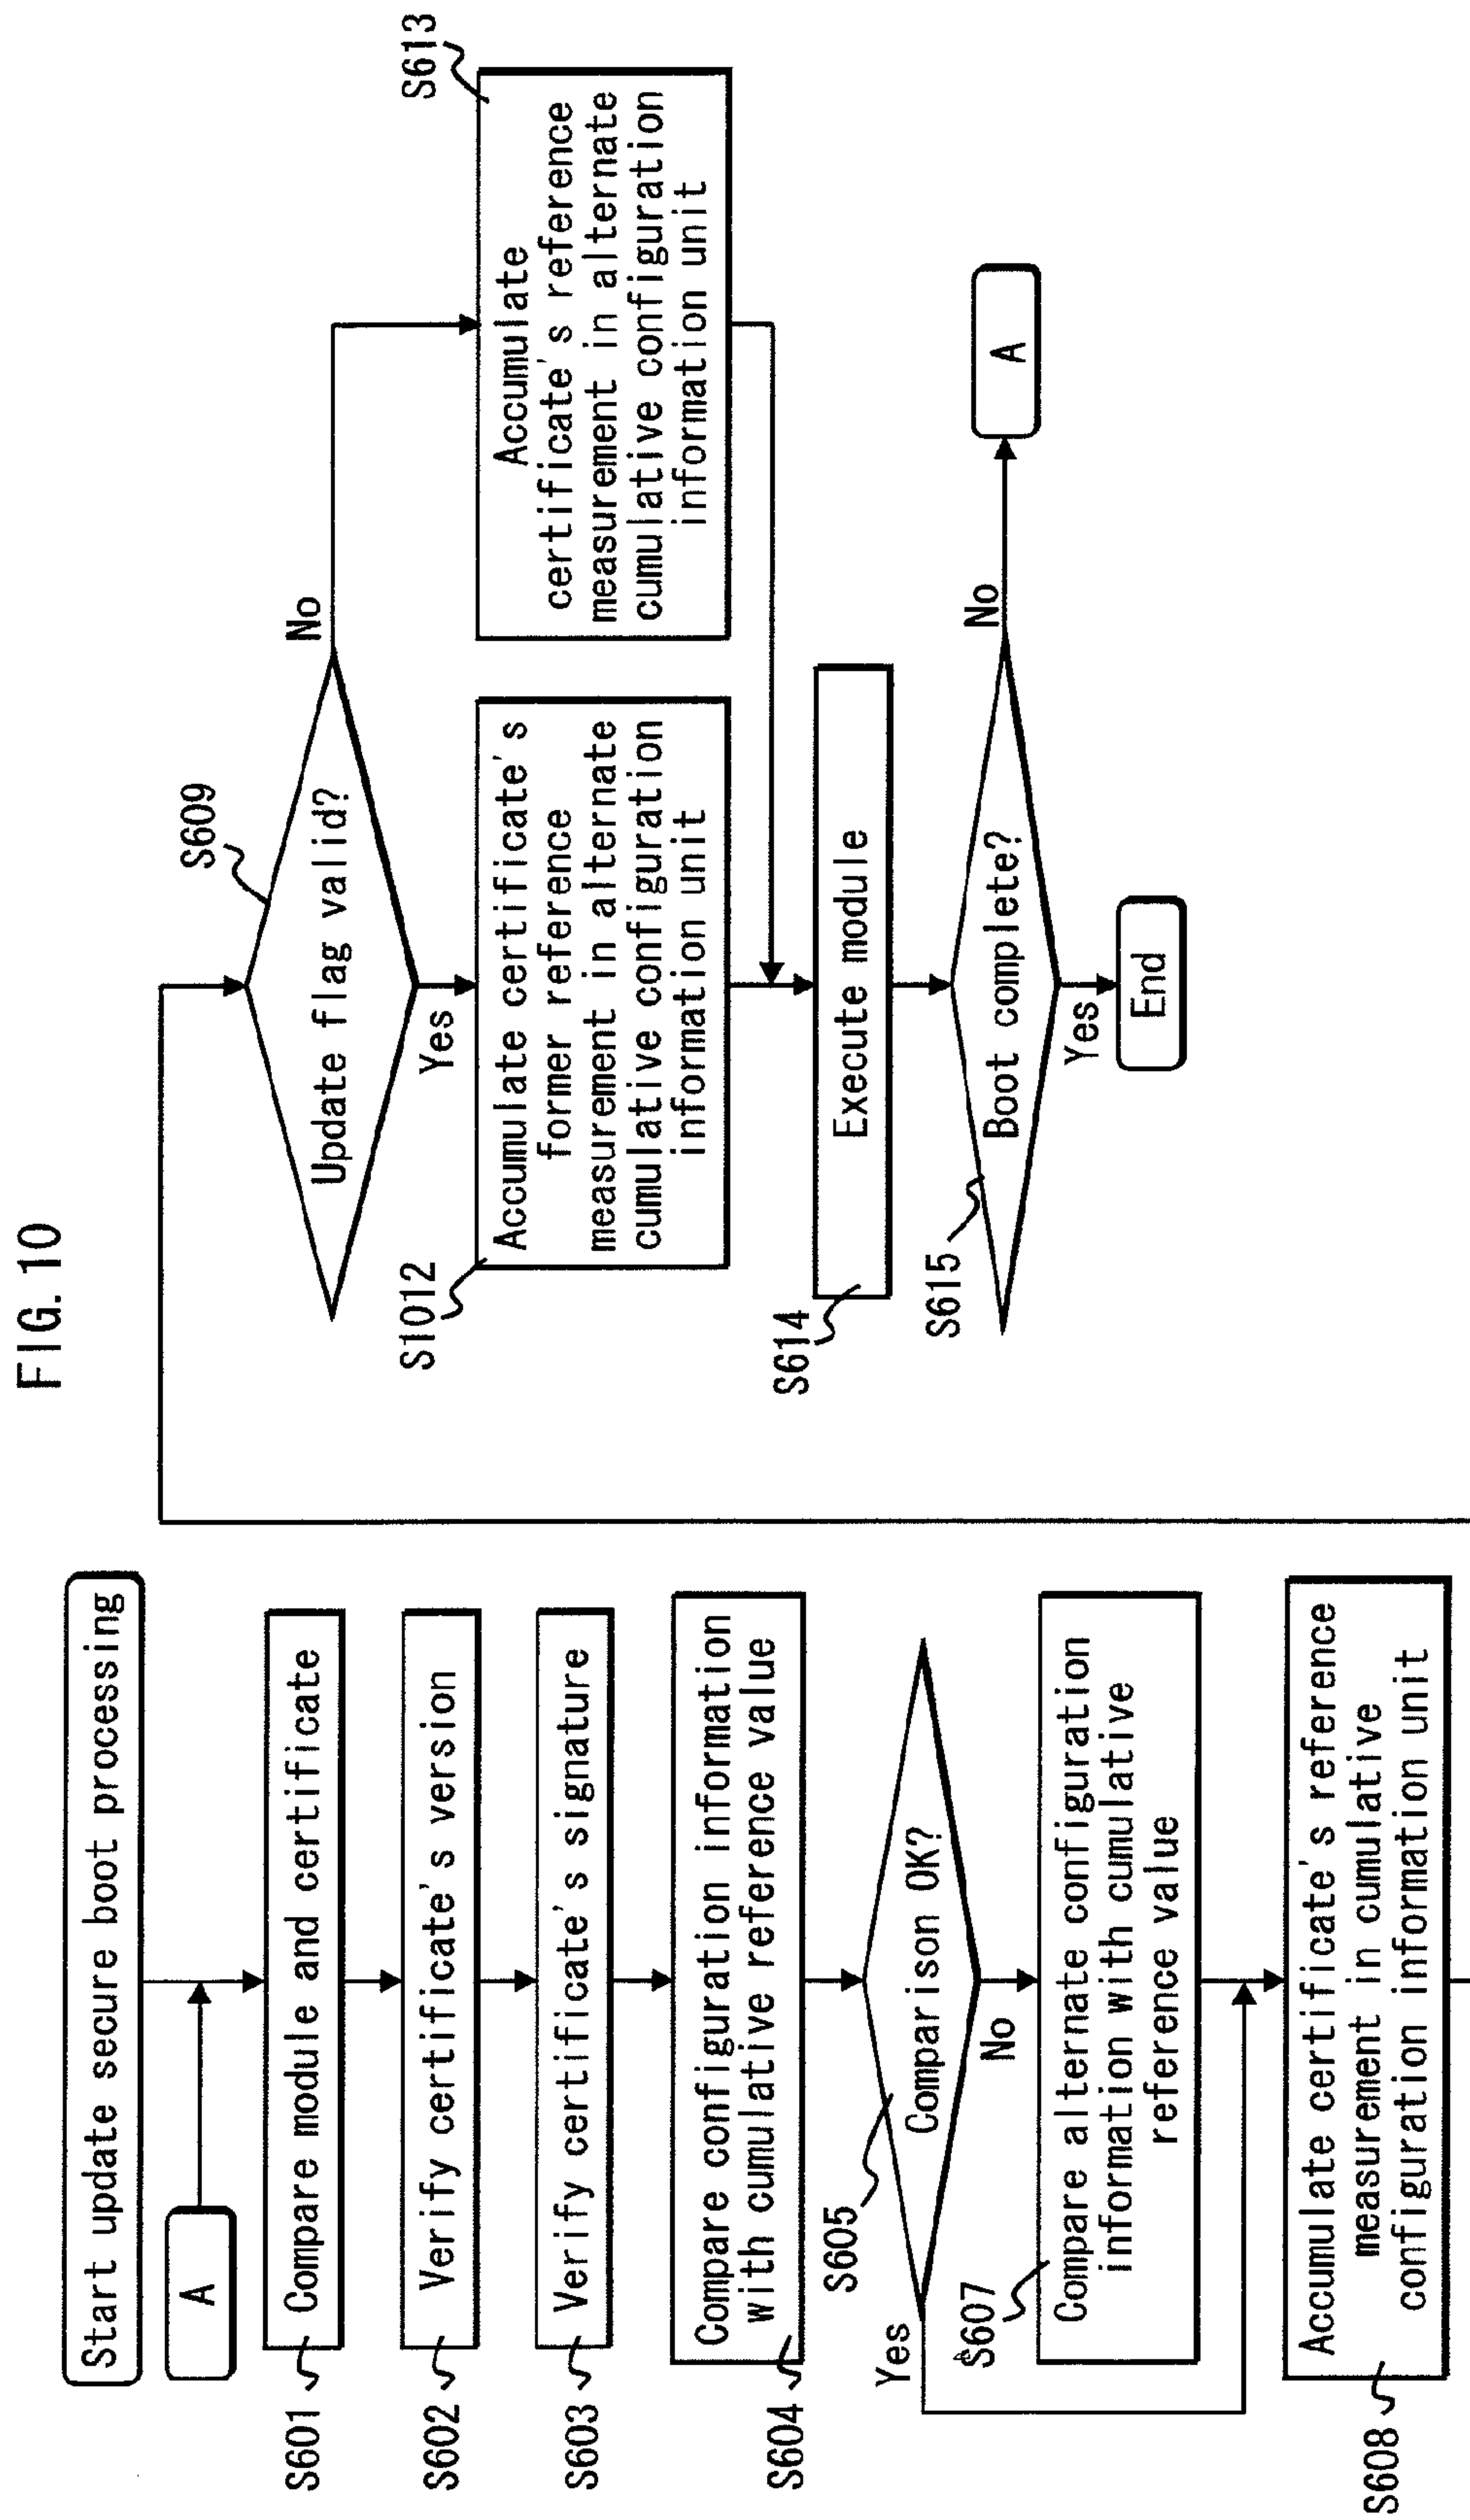 FIG. 10
Start update secure boot processing
A
S601
Compare module and certificate
S602
Verify certificate's version
S603
Verify certificate's signature
S604
Compare configuration information
with cumulative reference value
S605
Comparison OK?
Yes
No
S607
Compare alternate configuration
information with cumulative
reference value
S608
Accumulate certificate's reference
measurement in cumulative
configuration information unit
S609
Update flag valid?
No
Yes
S1012
Accumulate certificate's
former reference
measurement in alternate
cumulative configuration
information unit
S613
Accumulate
certificate's reference
measurement in alternate
cumulative configuration
information unit
S614
Execute module
S615
Boot complete?
No
A
Yes
End